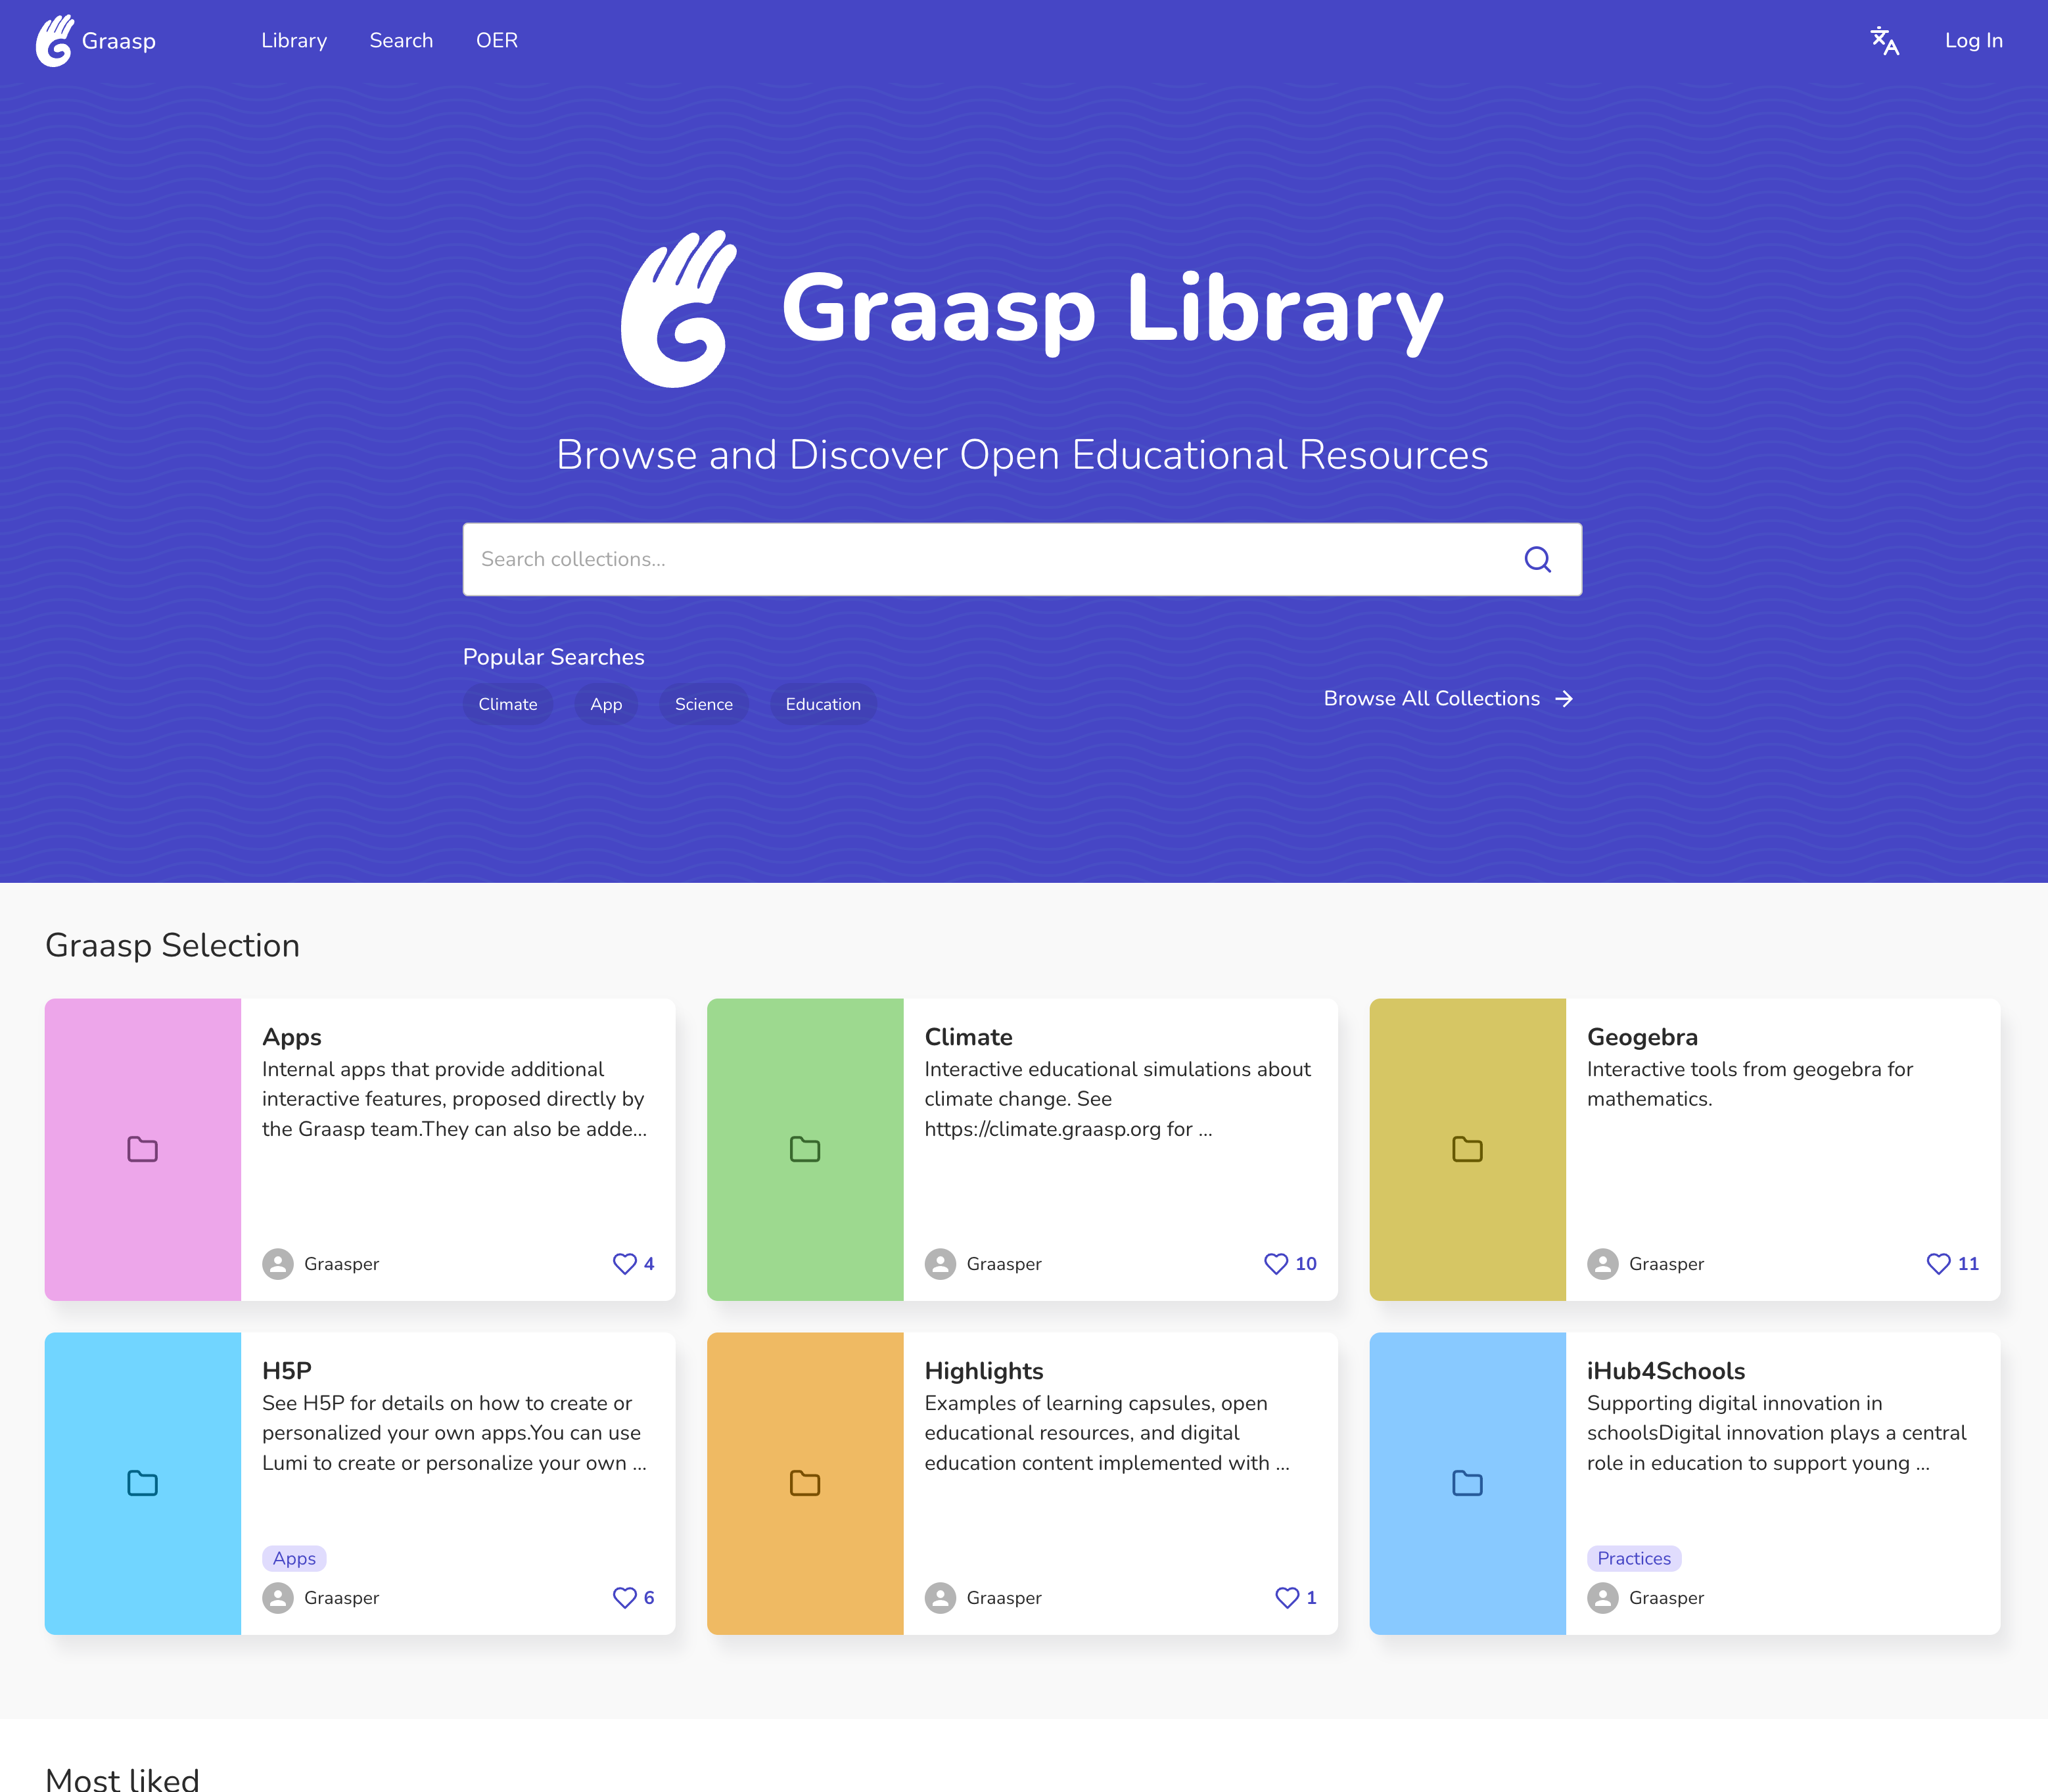 Graasp
Library
Search
OER
Log In
Graasp Library
Browse and Discover Open Educational Resources
Search collections...
Popular Searches
Climate
App
Science
Education
Browse All Collections
Graasp Selection
Apps
Internal apps that provide additional
interactive features, proposed directly by
the Graasp team.They can also be adde...
Graasper
4
Climate
Interactive educational simulations about
climate change. See
https://climate.graasp.org for ...
Graasper
10
Geogebra
Interactive tools from geogebra for
mathematics.
Graasper
11
H5P
See H5P for details on how to create or
personalized your own apps.You can use
Lumi to create or personalize your own ...
Apps
Graasper
6
Highlights
Examples of learning capsules, open
educational resources, and digital
education content implemented with ...
Graasper
1
iHub4Schools
Supporting digital innovation in
schoolsDigital innovation plays a central
role in education to support young ...
Practices
Graasper
Most liked